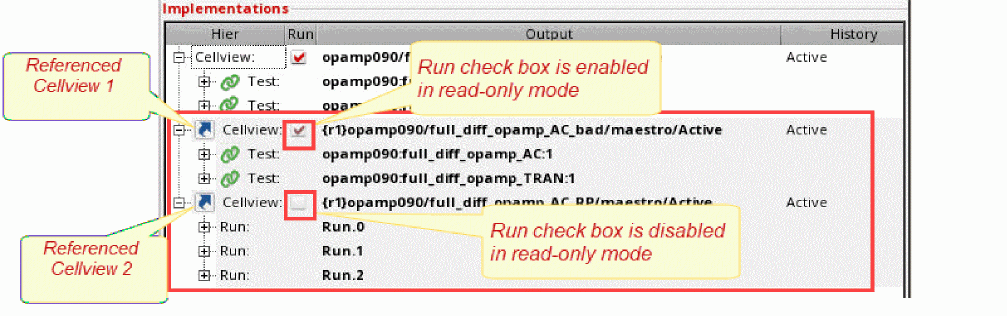 Implementations
Hier Run Output History
Cellview: opamp090/f Active
Test: opamp090:fu
Test: opamp090:fu
Referenced
Cellview 1
Run check box is enabled
in read-only mode
Cellview: {r1}opamp090/full_diff_opamp_AC_bad/maestro/Active Active
Test: opamp090:full_diff_opamp_AC:1
Test: opamp090:full_diff_opamp_TRAN:1
Cellview: {r1}opamp090/full_diff_opamp_AC_RP/maestro/Active Active
Run: Run.0
Run: Run.1
Run: Run.2
Referenced
Cellview 2
Run check box is disabled
in read-only mode